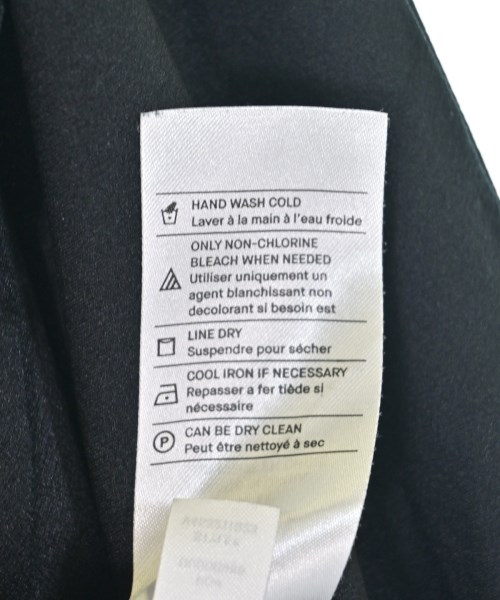 HAND WASH COLD
Laver à la main à l'eau froide
ONLY NON-CHLORINE
BLEACH WHEN NEEDED
Utiliser uniquement un
agent blanchissant non
decolorant si besoin est
LINE DRY
Suspendre pour sécher
COOL IRON IF NECESSARY
Repasser a fer tiède si
nécessaire
P
CAN BE DRY CLEAN
Peut être nettoyé à sec